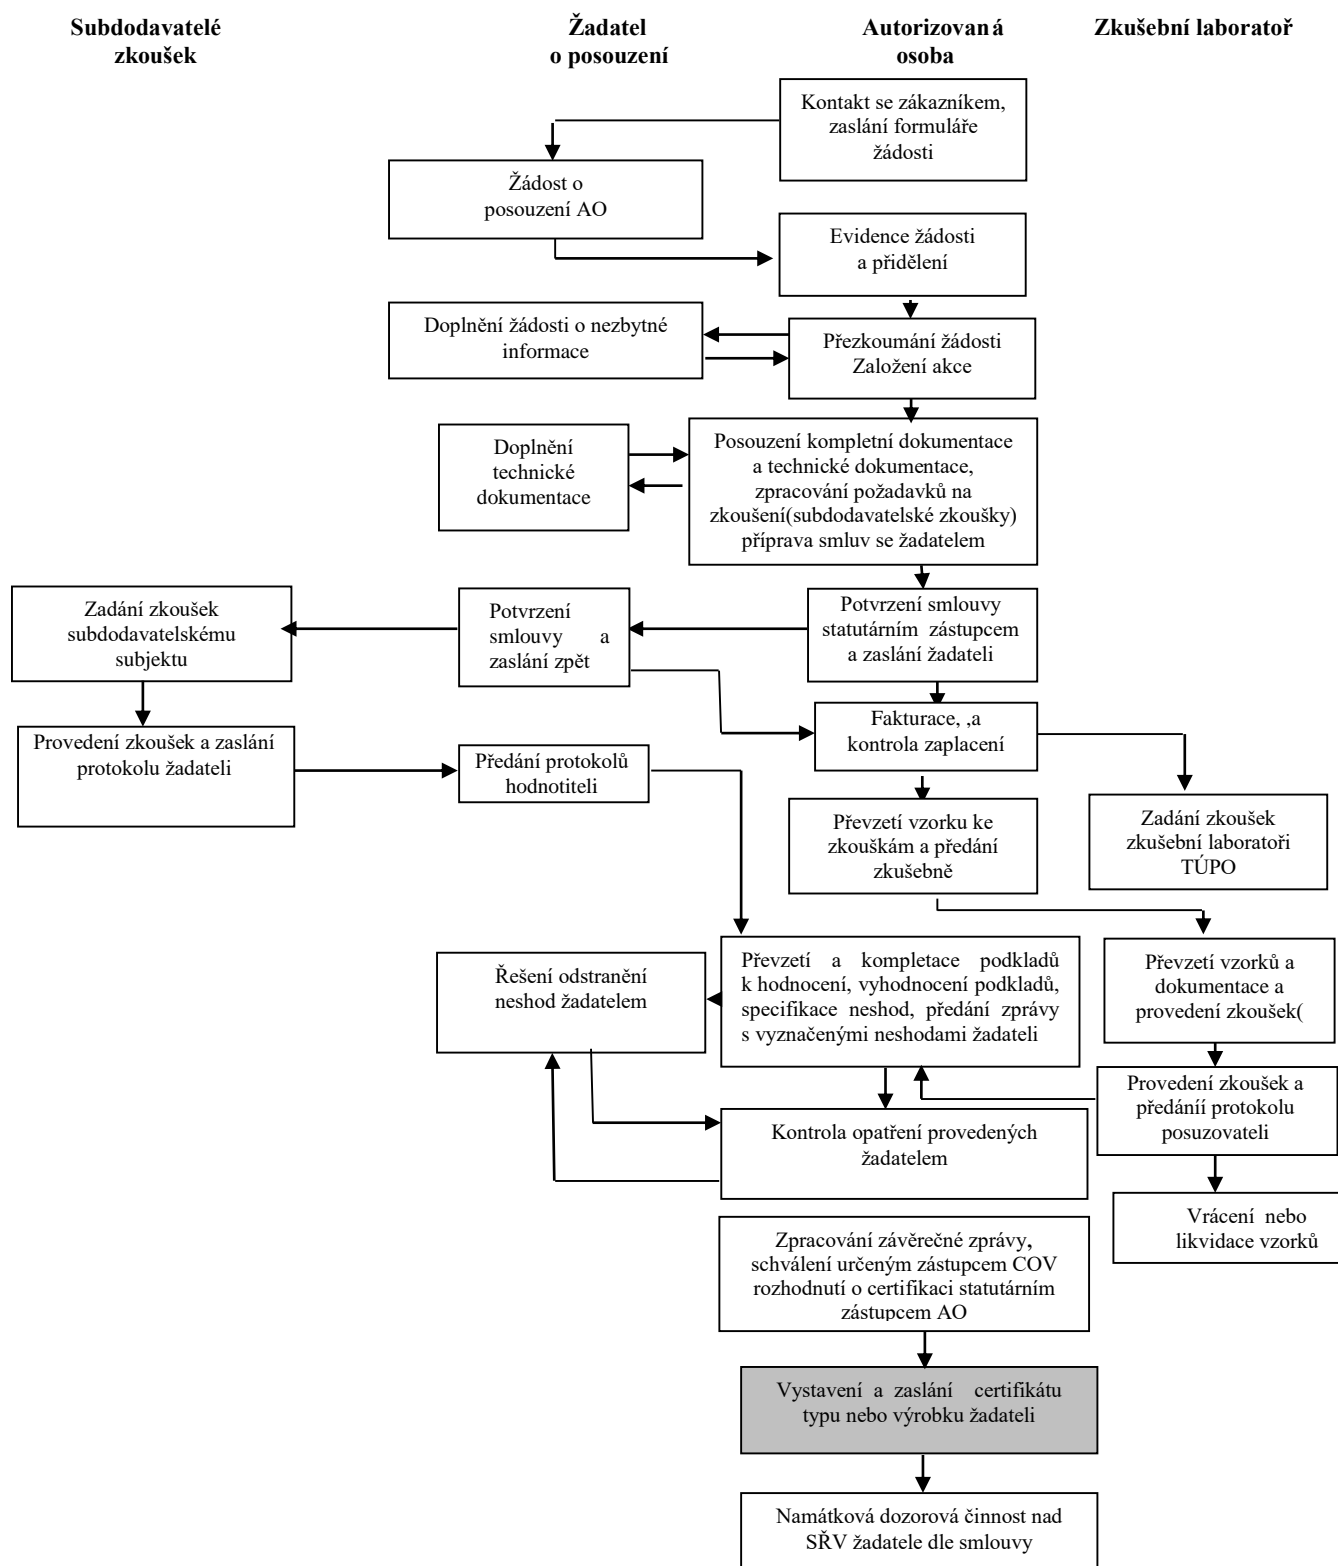 Subdodavatelé
zkoušek
Žadatel
o posouzení
Autorizovaná
osoba
Zkušební laboratoř
Kontakt se zákazníkem,
zaslání formuláře
žádosti
Žádost o
posouzení AO
Evidence žádosti
a přidělení
Doplnění žádosti o nezbytné
informace
Přezkoumání žádosti
Založení akce
Doplnění
technické
dokumentace
Posouzení kompletní dokumentace
a technické dokumentace,
zpracování požadavků na
zkoušení(subdodavatelské zkoušky)
příprava smluv se žadatelem
Zadání zkoušek
subdodavatelskému
subjektu
Potvrzení
smlouvy a
zaslání zpět
Potvrzení smlouvy
statutárním zástupcem
a zaslání žadateli
Provedení zkoušek a zaslání
protokolu žadateli
Předání protokolů
hodnotiteli
Fakturace, ,a
kontrola zaplacení
Převzetí vzorku ke
zkouškám a předání
zkušebně
Zadání zkoušek
zkušební laboratoři
TÚPO
Řešení odstranění
neshod žadatelem
Převzetí a kompletace podkladů
k hodnocení, vyhodnocení podkladů,
specifikace neshod, předání zprávy
s vyznačenými neshodami žadateli
Převzetí vzorků a
dokumentace a
provedení zkoušek(
Provedení zkoušek a
předáníí protokolu
posuzovateli
Kontrola opatření provedených
žadatelem
Vrácení nebo
likvidace vzorků
Zpracování závěrečné zprávy,
schválení určeným zástupcem COV
rozhodnutí o certifikaci statutárním
zástupcem AO
Vystavení a zaslání certifikátu
typu nebo výrobku žadateli
Namátková dozorová činnost nad
SŘV žadatele dle smlouvy